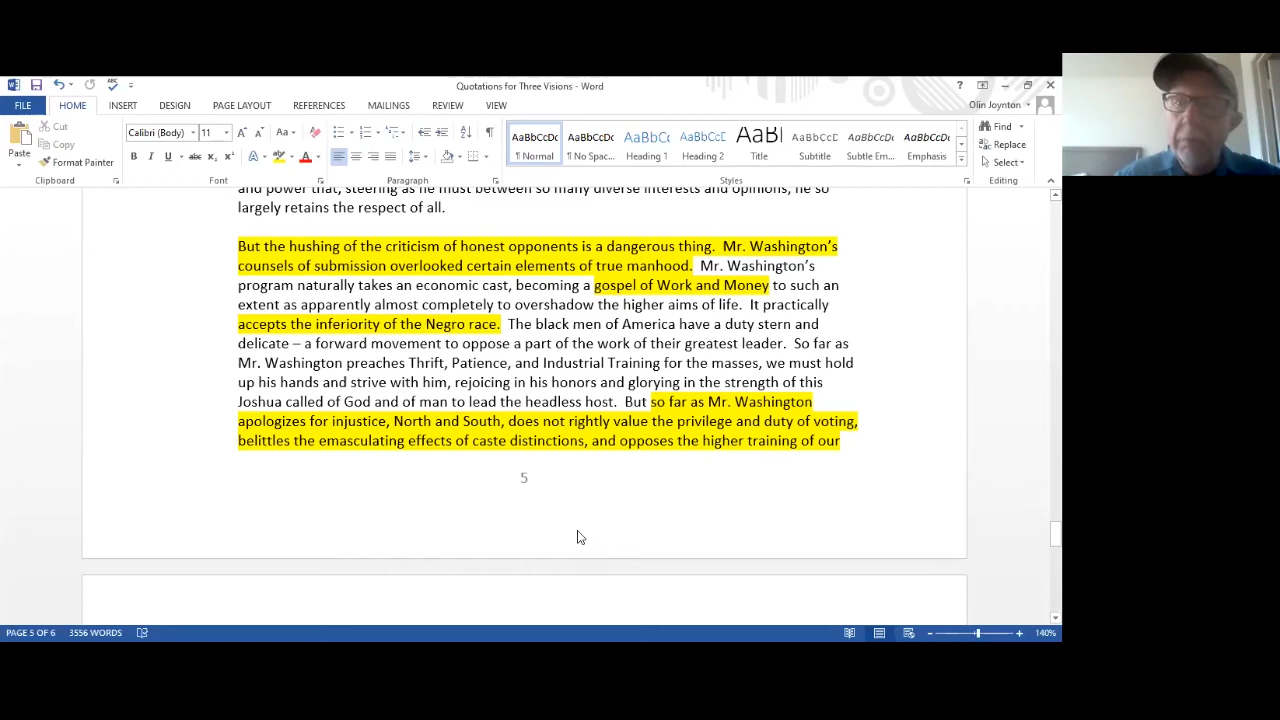 Quotations for Three Visions - Word
FILE HOME INSERT DESIGN PAGE LAYOUT REFERENCES MAILINGS REVIEW VIEW Olin Joynton
Paste Cut Copy Format Painter
Calibri (Body) 11
AaBbCcDc AaBbCcDc AaBbCc AaBbCcD AaBl AaBbCcD AaBbCcDc AaBbCcDc
¶ Normal ¶ No Spac... Heading 1 Heading 2 Title Subtitle Subtle Em... Emphasis
Find Replace Select
Clipboard Font Paragraph Styles Editing
and power that, steering as he must between so many diverse interests and opinions, he so
largely retains the respect of all.
But the hushing of the criticism of honest opponents is a dangerous thing. Mr. Washington's
counsels of submission overlooked certain elements of true manhood. Mr. Washington's
program naturally takes an economic cast, becoming a gospel of Work and Money to such an
extent as apparently almost completely to overshadow the higher aims of life. It practically
accepts the inferiority of the Negro race. The black men of America have a duty stern and
delicate – a forward movement to oppose a part of the work of their greatest leader. So far as
Mr. Washington preaches Thrift, Patience, and Industrial Training for the masses, we must hold
up his hands and strive with him, rejoicing in his honors and glorying in the strength of this
Joshua called of God and of man to lead the headless host. But so far as Mr. Washington
apologizes for injustice, North and South, does not rightly value the privilege and duty of voting,
belittles the emasculating effects of caste distinctions, and opposes the higher training of our
5
PAGE 5 OF 6 3556 WORDS 140%